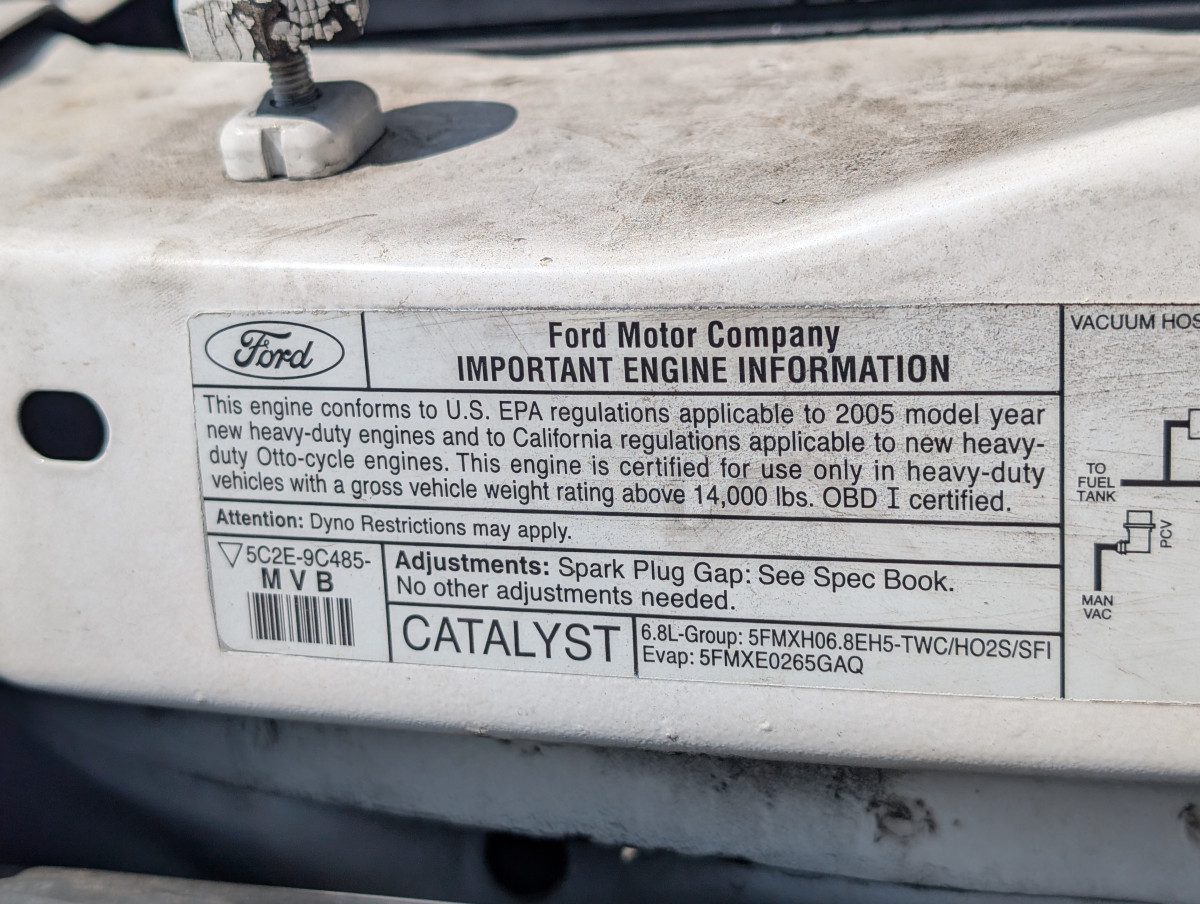 Ford
Ford Motor Company
IMPORTANT ENGINE INFORMATION
This engine conforms to U.S. EPA regulations applicable to 2005 model year
new heavy-duty engines and to California regulations applicable to new heavy-
duty Otto-cycle engines. This engine is certified for use only in heavy-duty
vehicles with a gross vehicle weight rating above 14,000 lbs. OBD I certified.
Attention: Dyno Restrictions may apply.
5C2E-9C485-
M V B
Adjustments: Spark Plug Gap: See Spec Book.
No other adjustments needed.
CATALYST
6.8L-Group: 5FMXH06.8EH5-TWC/HO2S/SFI
Evap: 5FMXE0265GAQ
VACUUM HOS
TO
FUEL
TANK
PCV
MAN
VAC